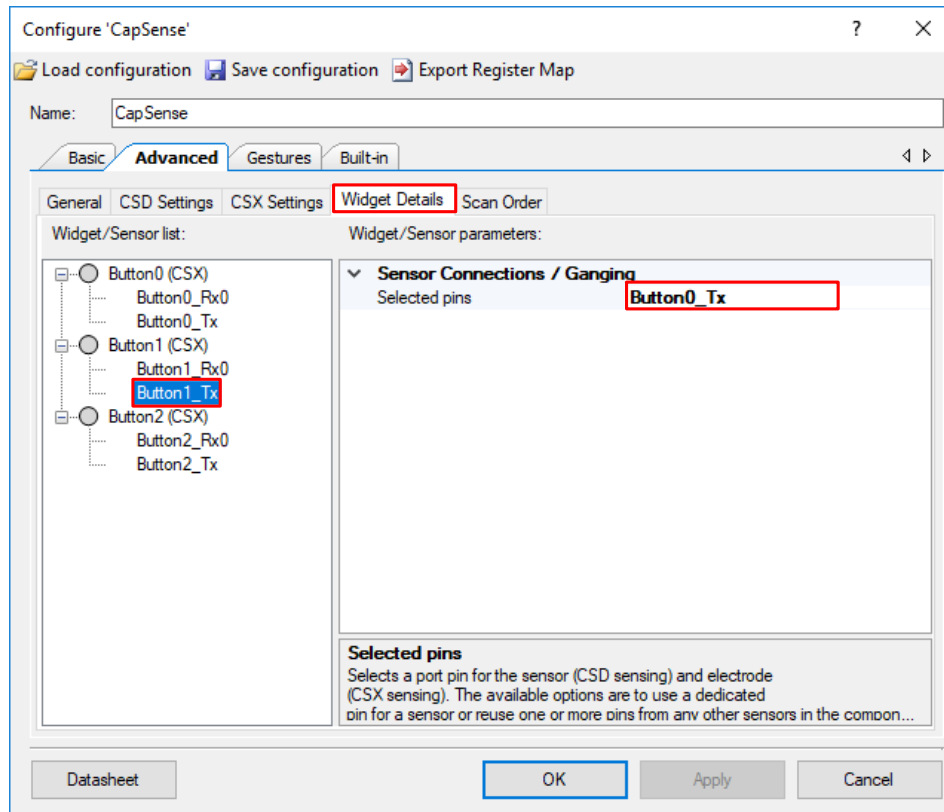 Configure 'CapSense'
?
Load configuration Save configuration Export Register Map
Name: CapSense
Basic Advanced Gestures Built-in
General CSD Settings CSX Settings Widget Details Scan Order
Widget/Sensor list:
Widget/Sensor parameters:
Button0 (CSX)
Button0_Rx0
Button0_Tx
Button1 (CSX)
Button1_Rx0
Button1_Tx
Button2 (CSX)
Button2_Rx0
Button2_Tx
Sensor Connections / Ganging
Selected pins Button0_Tx
Selected pins
Selects a port pin for the sensor (CSD sensing) and electrode
(CSX sensing). The available options are to use a dedicated
pin for a sensor or reuse one or more pins from any other sensors in the compon...
Datasheet OK Apply Cancel